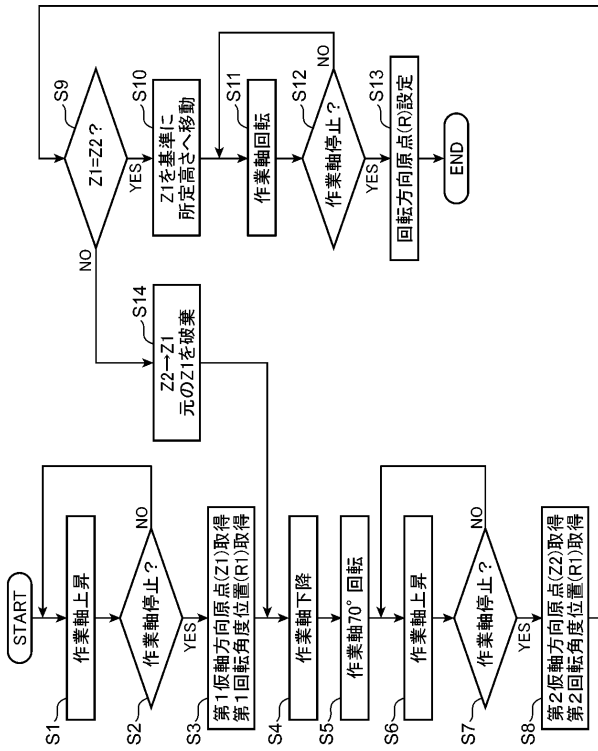 START
S1
作業軸上昇
S2
作業軸停止?
NO
YES
S3
第1仮軸方向原点(Z1)取得
第1回転角度位置(R1)取得
S4
作業軸下降
S5
作業軸70°回転
S6
作業軸上昇
S7
作業軸停止?
NO
YES
S8
第2仮軸方向原点(Z2)取得
第2回転角度位置(R1)取得
S9
Z1=Z2?
NO
YES
S14
Z2→Z1
元のZ1を破棄
S10
Z1を基準に
所定高さへ移動
S11
作業軸回転
S12
作業軸停止?
NO
YES
S13
回転方向原点(R)設定
END